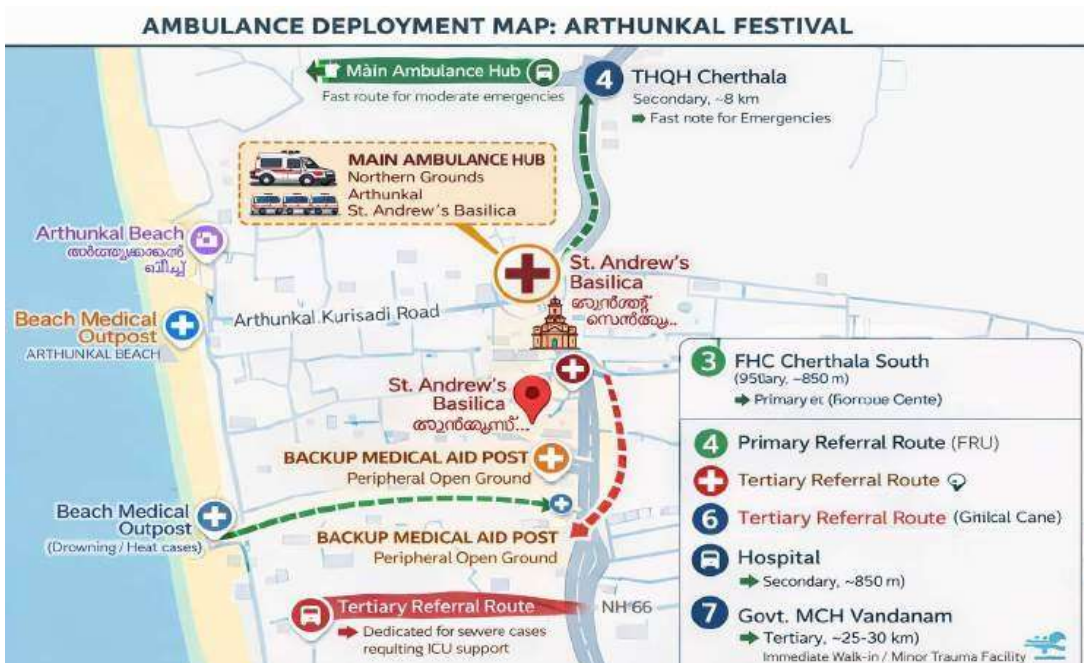 AMBULANCE DEPLOYMENT MAP: ARTHUNKAL FESTIVAL
Màin Ambulance Hub
Fast route for moderate emergencies
4
THQH Cherthala
Secondary, ~8 km
Fast note for Emergencies
MAIN AMBULANCE HUB
Northern Grounds
Arthunkal
St. Andrew's Basilica
Arthunkal Beach
ബീച്ച്
St. Andrew's
Basilica
Beach Medical
Outpost
ARTHUNKAL BEACH
Arthunkal Kurisadi Road
St. Andrew's
Basilica
BACKUP MEDICAL AID POST
Peripheral Open Ground
Beach Medical
Outpost
(Drowning / Heat cases)
BACKUP MEDICAL AID POST
Peripheral Open Ground
Tertiary Referral Route
Dedicated for sewere cases
requlting ICU support
NH 66
3
FHC Cherthala South
(95tlary, ~850 m)
Primary et (Borroue Cente)
4
Primary Referral Route (FRU)
Tertiary Referral Route
6
Tertiary Referral Route (Gritlcal Cane)
Hospital
Secondary, ~850 m)
7
Govt. MCH Vandanam
Tertiary, ~25-30 km)
Immediate Walk-in / Minor Trauma Facility